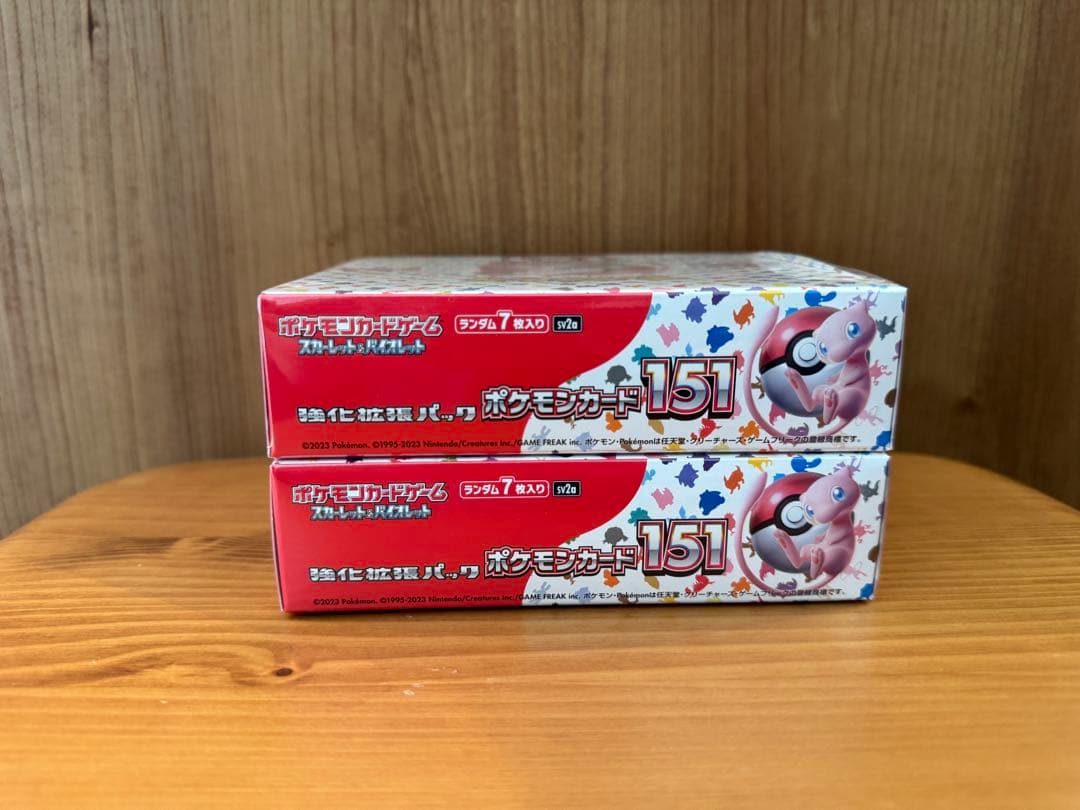 ポケモンカードゲーム
スカーレット&バイオレット
ランダム7枚入り sv2a
強化拡張パック ポケモンカード151
©2023 Pokémon. ©1995-2023 Nintendo/Creatures Inc./GAME FREAK inc. ポケモン・Pokémonは任天堂・クリーチャーズ・ゲームフリークの登録商標です。
ポケモンカードゲーム
スカーレット&バイオレット
ランダム7枚入り sv2a
強化拡張パック ポケモンカード151
©2023 Pokémon. ©1995-2023 Nintendo/Creatures Inc./GAME FREAK inc. ポケモン・Pokémonは任天堂・クリーチャーズ・ゲームフリークの登録商標です。